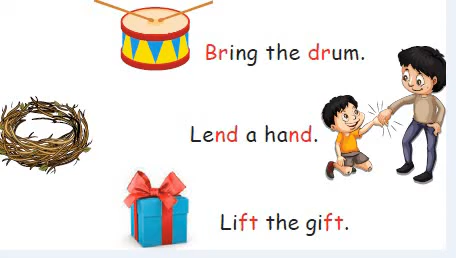 Bring the drum.
Lend a hand.
Lift the gift.